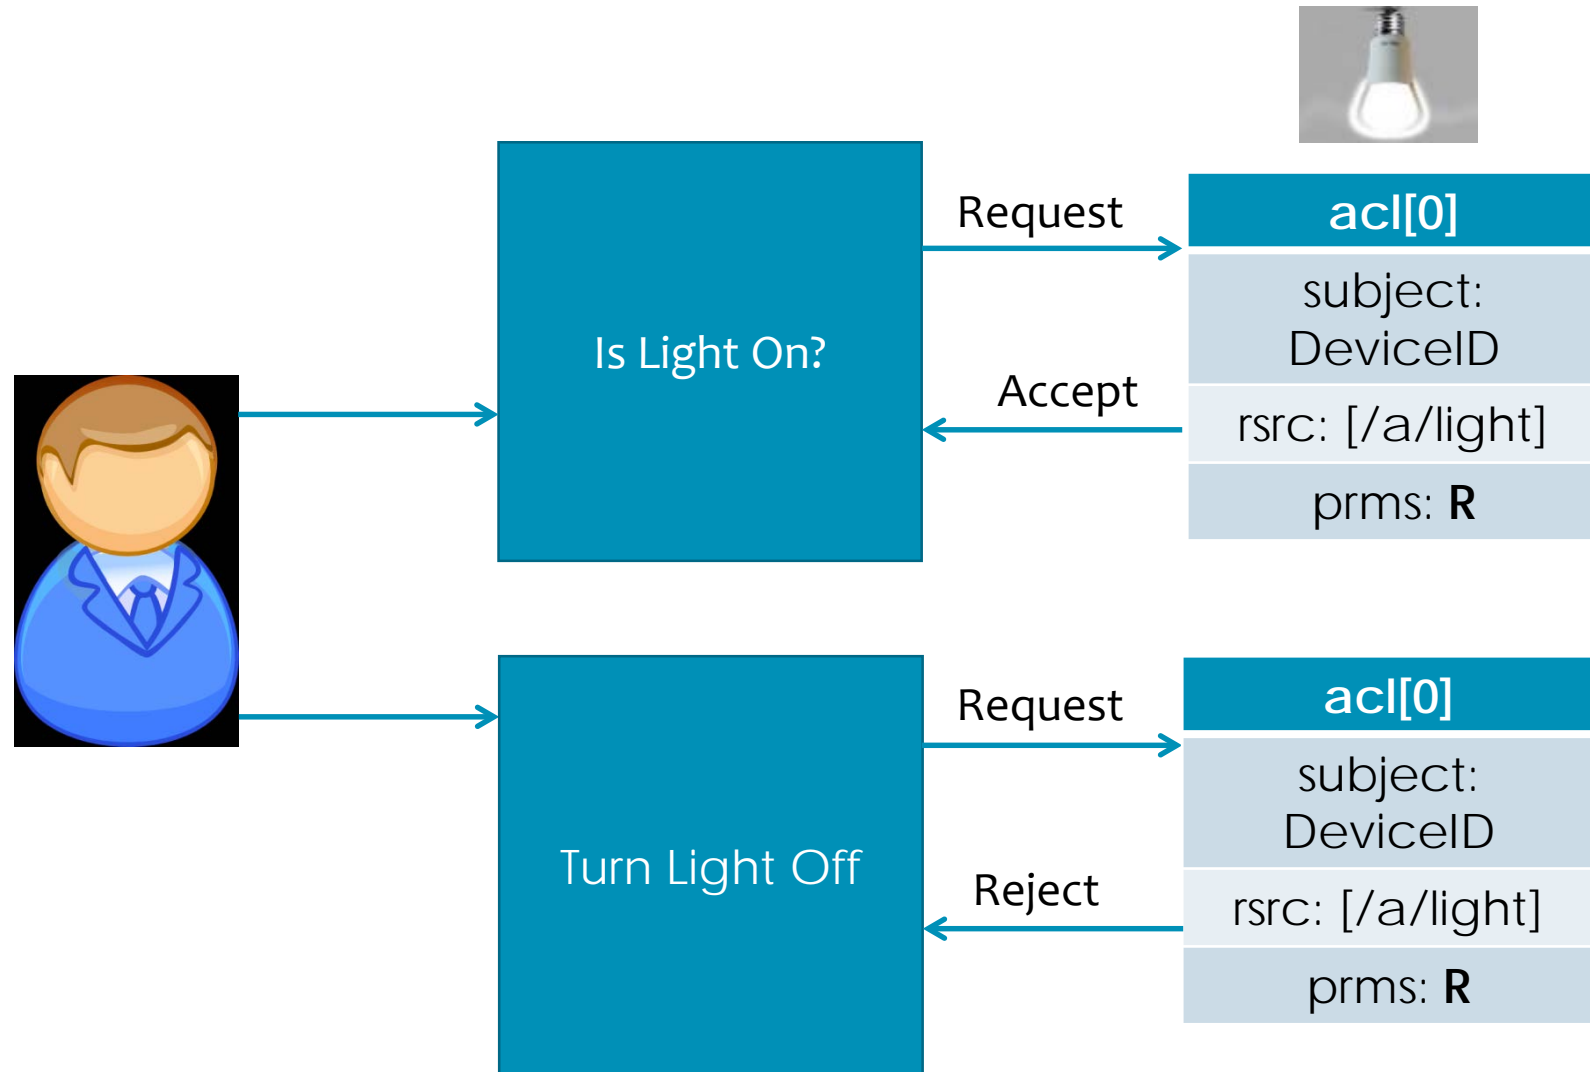 Is Light On?
Request
Accept
acl[0]
subject:
DeviceID
rsrc: [/a/light]
prms: R
Turn Light Off
Request
Reject
acl[0]
subject:
DeviceID
rsrc: [/a/light]
prms: R